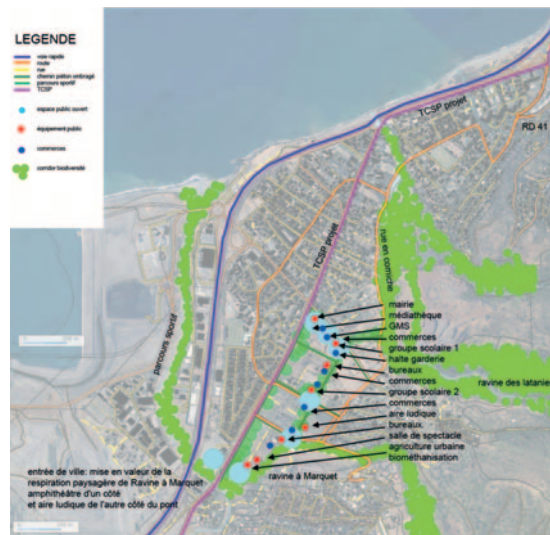 LEGENDE
voie rapide
route
rue
chemin piéton ombragé
parcours sportif
TCSP
espace public ouvert
équipement public
commerces
corridor biodiversité
TCSP projet
RD 41
TCSP projet
rue en corniche
parcours sportif
mairie
médiathèque
GMS
commerces
groupe scolaire 1
halte garderie
bureaux
commerces
groupe scolaire 2
commerces
aire ludique
bureaux.
salle de spectacle
agriculture urbaine
biométhanisation
ravine des latanie
ravine à Marquet
entrée de ville: mise en valeur de la
respiration paysagère de Ravine à Marquet
amphithéâtre d'un côté
et aire ludique de l'autre côté du pont